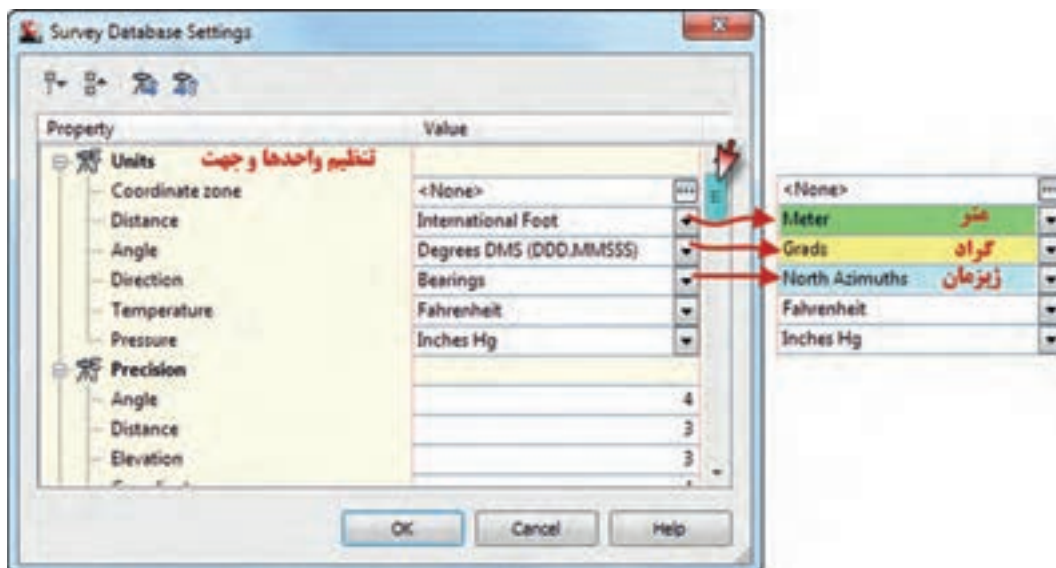 Survey Database Settings
Property Value
Units تنظیم واحدها و جهت
Coordinate zone <None> <None>
Distance International Foot Meter متر
Angle Degrees DMS (DDD.MMSSS) Grads گراد
Direction Bearings North Azimuths ژیزمان
Temperature Fahrenheit Fahrenheit
Pressure Inches Hg Inches Hg
Precision
Angle 4
Distance 3
Elevation 3
OK Cancel Help